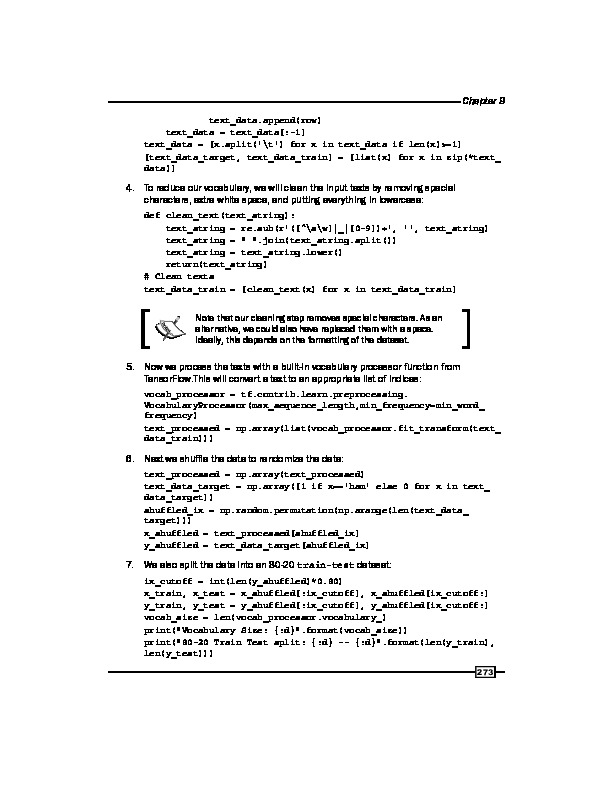 Chapter 9
text_data.append(row)
text_data = text_data[:-1]
text_data = [x.split('\t') for x in text_data if len(x)>=1]
[text_data_target, text_data_train] = [list(x) for x in zip(*text_
data)]
4. To reduce our vocabulary, we will clean the input texts by removing special
characters, extra white space, and putting everything in lowercase:
def clean_text(text_string):
text_string = re.sub(r'([^\s\w]|_|[0-9])+', '', text_string)
text_string = " ".join(text_string.split())
text_string = text_string.lower()
return(text_string)
# Clean texts
text_data_train = [clean_text(x) for x in text_data_train]
Note that our cleaning step removes special characters. As an
alternative, we could also have replaced them with a space.
Ideally, this depends on the formatting of the dataset.
5. Now we process the texts with a built-in vocabulary processor function from
TensorFlow.This will convert a text to an appropriate list of indices:
vocab_processor = tf.contrib.learn.preprocessing.
VocabularyProcessor(max_sequence_length,min_frequency=min_word_
frequency)
text_processed = np.array(list(vocab_processor.fit_transform(text_
data_train)))
6. Next we shuffle the data to randomize the data:
text_processed = np.array(text_processed)
text_data_target = np.array([1 if x=='ham' else 0 for x in text_
data_target])
shuffled_ix = np.random.permutation(np.arange(len(text_data_
target)))
x_shuffled = text_processed[shuffled_ix]
y_shuffled = text_data_target[shuffled_ix]
7. We also split the data into an 80-20 train-test dataset:
ix_cutoff = int(len(y_shuffled)*0.80)
x_train, x_test = x_shuffled[:ix_cutoff], x_shuffled[ix_cutoff:]
y_train, y_test = y_shuffled[:ix_cutoff], y_shuffled[ix_cutoff:]
vocab_size = len(vocab_processor.vocabulary_)
print("Vocabulary Size: {:d}".format(vocab_size))
print("80-20 Train Test split: {:d} -- {:d}".format(len(y_train),
len(y_test)))
273